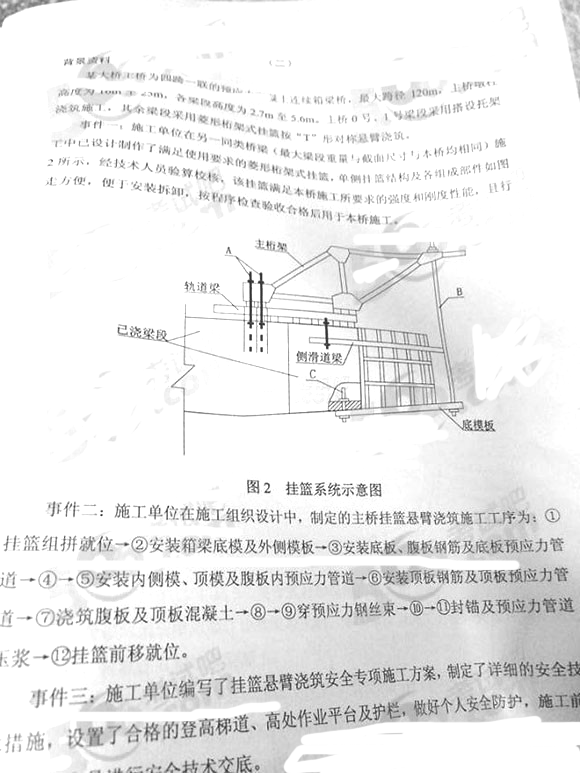 背景资料
(二)
某大桥主桥为四跨一联的预应力混凝土连续箱梁桥，最大跨径120m，主桥墩柱
高度为16m至25m，各梁段高度为2.7m至5.6m，主桥0号、1号梁段采用搭设托架
浇筑施工，其余梁段采用菱形桁架式挂篮按“T”形对称悬臂浇筑。
事件一：施工单位在另一同类桥梁（最大梁段重量与截面尺寸与本桥均相同）施
工中已设计制作了满足使用要求的菱形桁架式挂篮，单侧挂篮结构及各组成部件如图
2所示，经技术人员验算校核，该挂篮满足本桥施工所要求的强度和刚度性能，且行
走方便，便于安装拆卸，按程序检查验收合格后用于本桥施工。
主桁架
A
轨道梁
B
已浇梁段
侧滑道梁
C
底模板
图2 挂篮系统示意图
事件二：施工单位在施工组织设计中，制定的主桥挂篮悬臂浇筑施工工序为：①
挂篮组拼就位→②安装箱梁底模及外侧模板→③安装底板、腹板钢筋及底板预应力管
道→④→⑤安装内侧模、顶模及腹板内预应力管道→⑥安装顶板钢筋及顶板预应力管
道→⑦浇筑腹板及顶板混凝土→⑧→⑨穿预应力钢丝束→⑩→⑪封锚及预应力管道
压浆→⑫挂篮前移就位。
事件三：施工单位编写了挂篮悬臂浇筑安全专项施工方案，制定了详细的安全技
措施，设置了合格的登高梯道、高处作业平台及护栏，做好个人安全防护，施工前
进行安全技术交底。